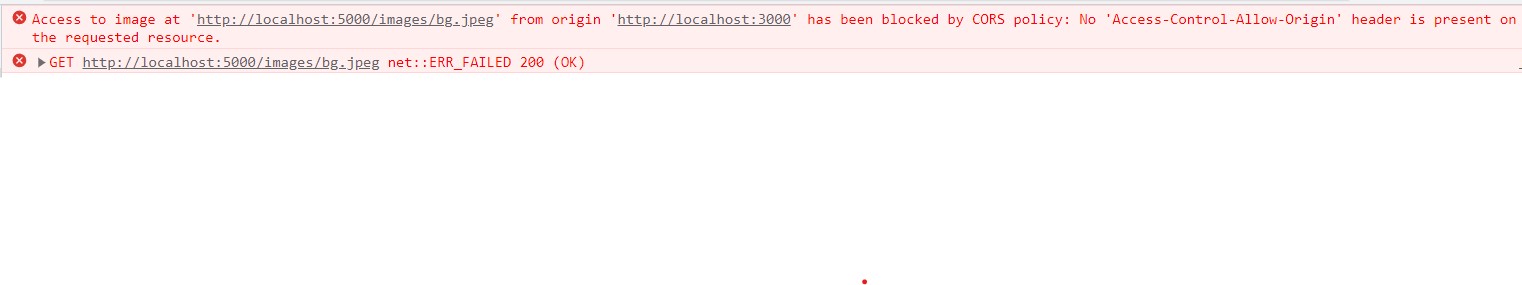 Access to image at 'http://localhost:5000/images/bg.jpeg' from origin 'http://localhost:3000' has been blocked by CORS policy: No 'Access-Control-Allow-Origin' header is present on
the requested resource.
GET http://localhost:5000/images/bg.jpeg net::ERR_FAILED 200 (OK)